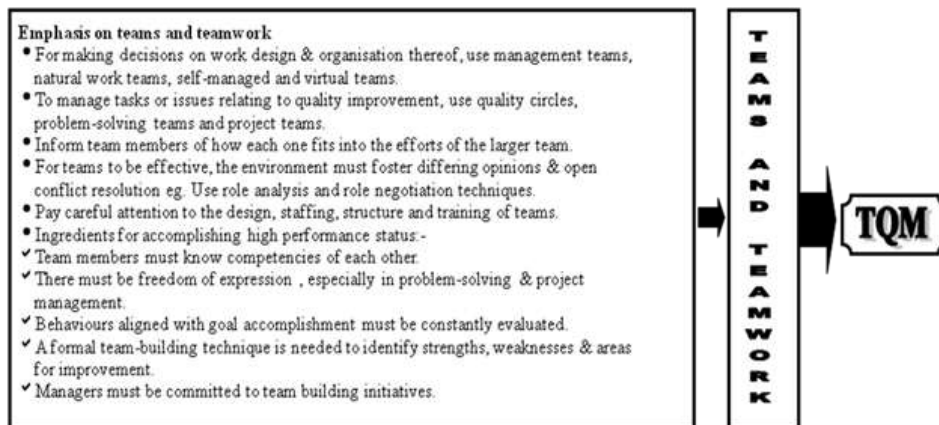 Emphasis on teams and teamwork
• For making decisions on work design & organisation thereof, use management teams,
natural work teams, self-managed and virtual teams.
• To manage tasks or issues relating to quality improvement, use quality circles,
problem-solving teams and project teams.
• Inform team members of how each one fits into the efforts of the larger team.
• For teams to be effective, the environment must foster differing opinions & open
conflict resolution eg. Use role analysis and role negotiation techniques.
• Pay careful attention to the design, staffing, structure and training of teams.
• Ingredients for accomplishing high performance status:-
✓ Team members must know competencies of each other.
✓ There must be freedom of expression , especially in problem-solving & project
management.
✓ Behaviours aligned with goal accomplishment must be constantly evaluated.
✓ A formal team-building technique is needed to identify strengths, weaknesses & areas
for improvement.
✓ Managers must be committed to team building initiatives.
TEAMS AND TEAMWORK
TQM